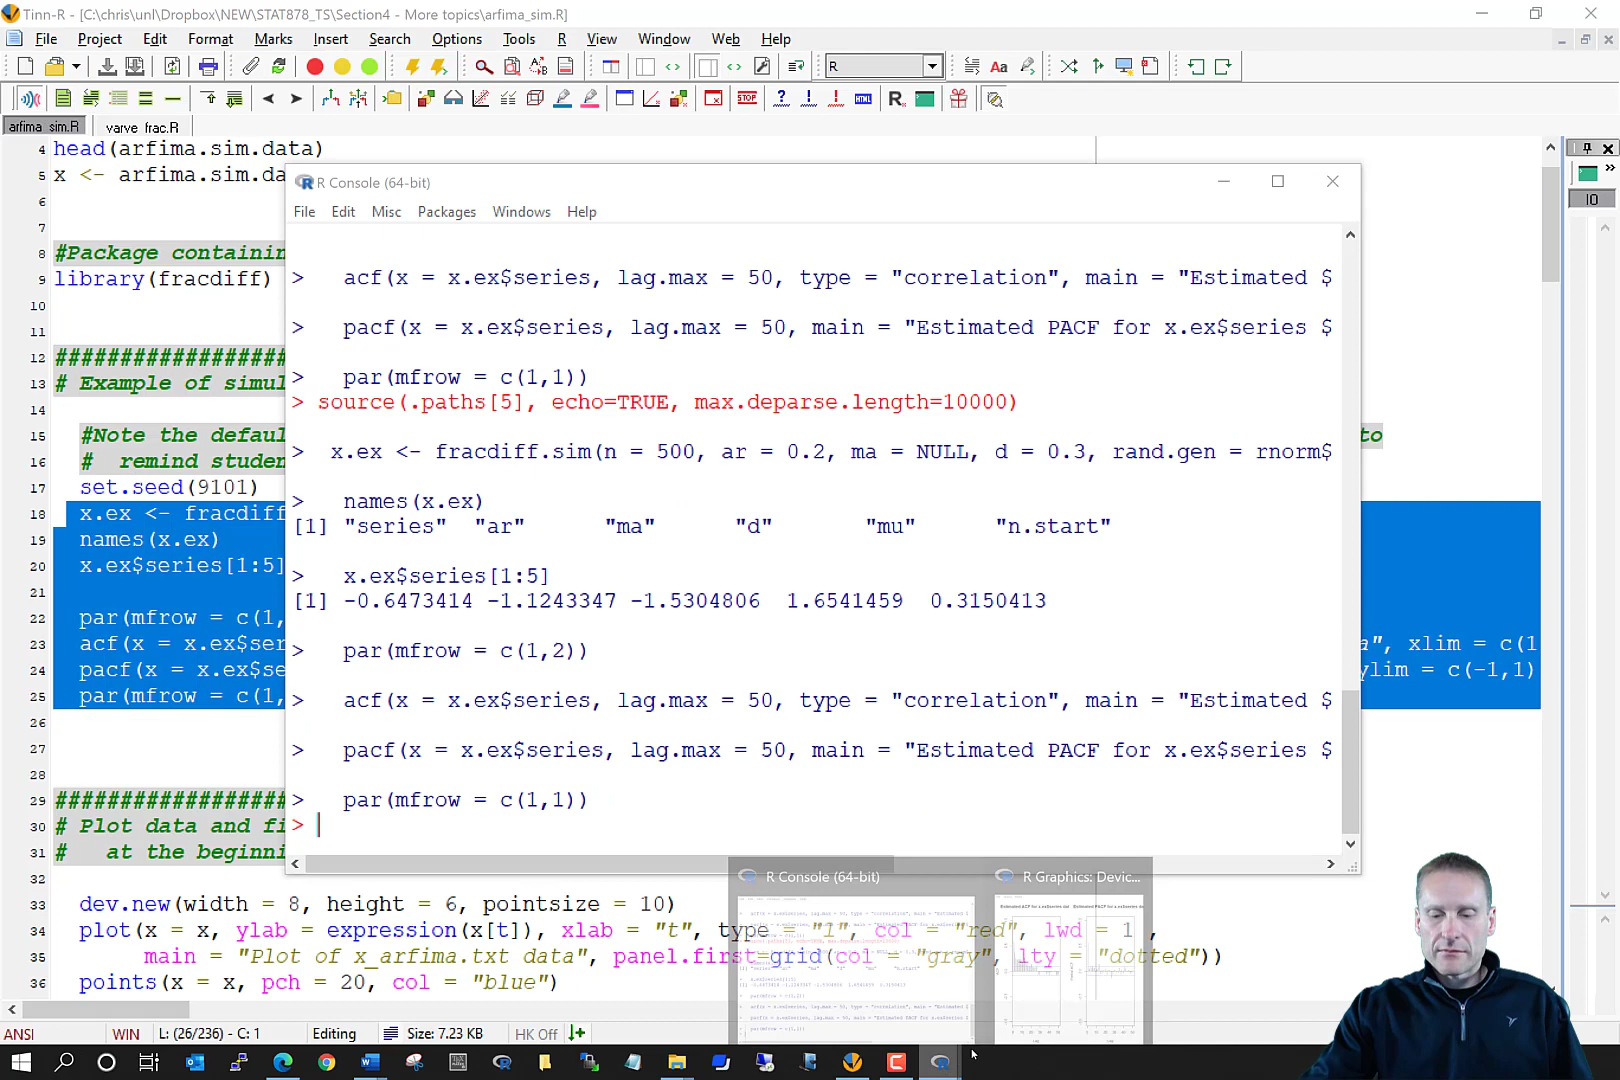 Tinn-R - [C:\chris\unl\Dropbox\NEW\STAT878_TS\Section4 - More topics\arfima_sim.R]
File Project Edit Format Marks Insert Search Options Tools R View Window Web Help
R
arfima_sim.R varve_frac.R
4 head(arfima.sim.data)
5 x <- arfima.sim.da
6
7
8 #Package containin
9 library(fracdiff)
10
11
12 ##################
13 # Example of simul
14
15 #Note the defaul to
16 # remind studen
17 set.seed(9101)
18 x.ex <- fracdiff
19 names(x.ex)
20 x.ex$series[1:5]
21
22 par(mfrow = c(1,
23 acf(x = x.ex$ser a", xlim = c(1
24 pacf(x = x.ex$se ylim = c(-1,1)
25 par(mfrow = c(1,
26
27
28
29 ##################
30 # Plot data and fi
31 # at the beginni
32
33 dev.new(width = 8, height = 6, pointsize = 10)
34 plot(x = x, ylab = expression(x[t]), xlab = "t", type = "l", col = "red", lwd = 1 ,
35 main = "Plot of x_arfima.txt data", panel.first=grid(col = "gray", lty = "dotted"))
36 points(x = x, pch = 20, col = "blue")
R Console (64-bit)
File Edit Misc Packages Windows Help
> acf(x = x.ex$series, lag.max = 50, type = "correlation", main = "Estimated $
> pacf(x = x.ex$series, lag.max = 50, main = "Estimated PACF for x.ex$series $
> par(mfrow = c(1,1))
> source(.paths[5], echo=TRUE, max.deparse.length=10000)
> x.ex <- fracdiff.sim(n = 500, ar = 0.2, ma = NULL, d = 0.3, rand.gen = rnorm$
> names(x.ex)
[1] "series" "ar" "ma" "d" "mu" "n.start"
> x.ex$series[1:5]
[1] -0.6473414 -1.1243347 -1.5304806 1.6541459 0.3150413
> par(mfrow = c(1,2))
> acf(x = x.ex$series, lag.max = 50, type = "correlation", main = "Estimated $
> pacf(x = x.ex$series, lag.max = 50, main = "Estimated PACF for x.ex$series $
> par(mfrow = c(1,1))
>
R Console (64-bit) R Graphics: Devic...
ANSI WIN L: (26/236) - C: 1 Editing Size: 7.23 KB HK Off